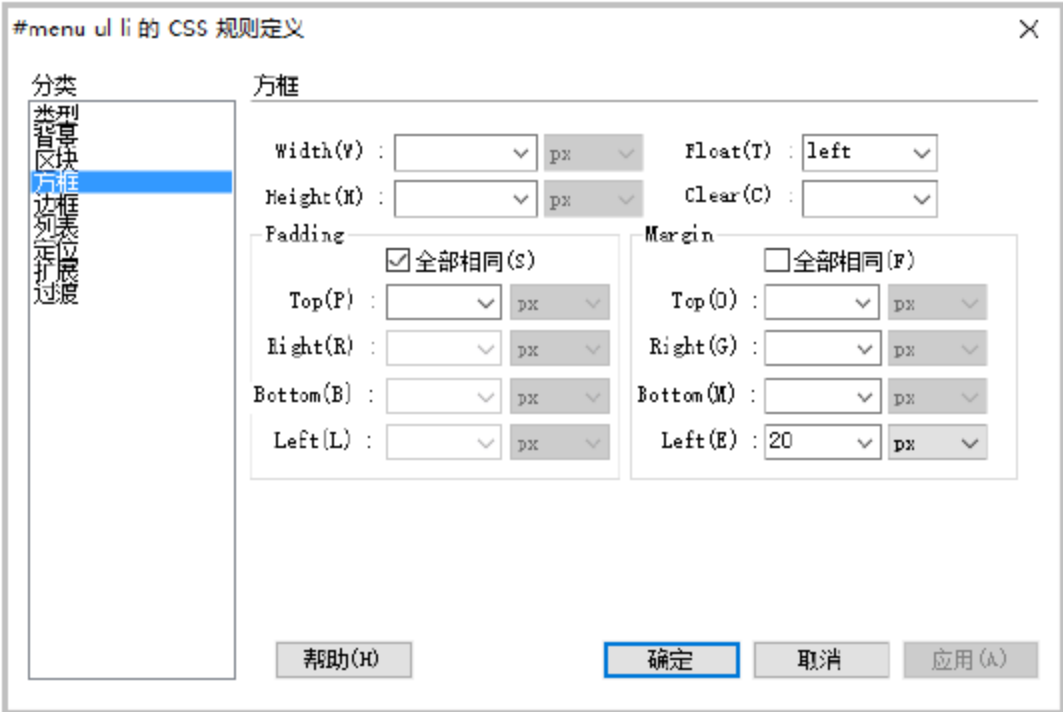 #menu ul li 的 CSS 规则定义
分类
类型
背景
区块
方框
边框
列表
定位
扩展
过渡
方框
Width(W) : px Float(T) : left
Height(H) : px Clear(C) :
Padding
全部相同(S)
Top(P) : px
Right(R) : px
Bottom(B) : px
Left(L) : px
Margin
全部相同(F)
Top(O) : px
Right(G) : px
Bottom(M) : px
Left(E) : 20 px
帮助(H) 确定 取消 应用(A)